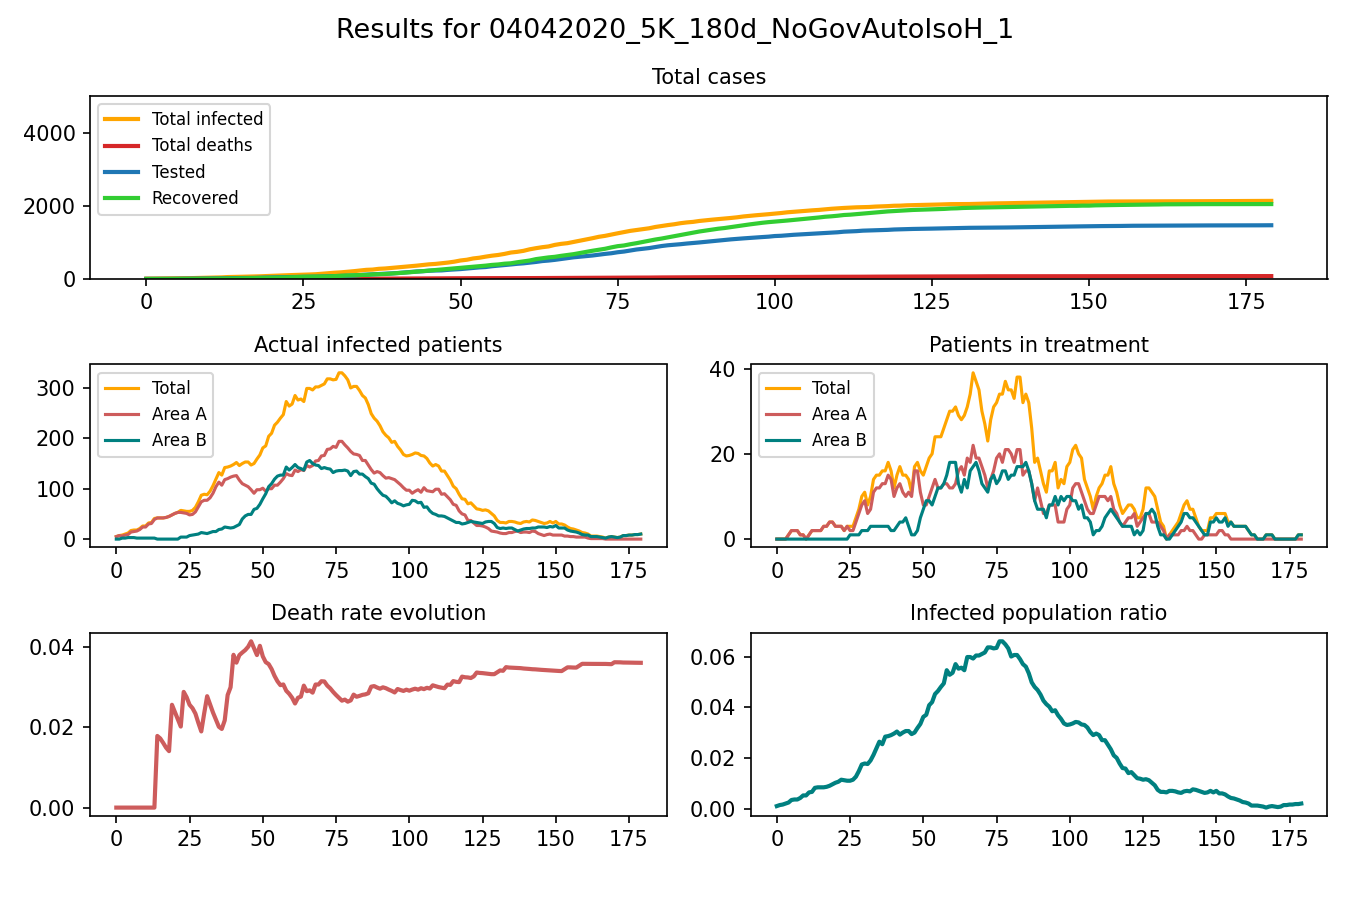 Results for 04042020_5K_180d_NoGovAutoIsoH_1
Total cases
Total infected
Total deaths
Tested
Recovered
4000
2000
0
0 25 50 75 100 125 150 175
Actual infected patients
Total
Area A
Area B
300
200
100
0
0 25 50 75 100 125 150 175
Patients in treatment
Total
Area A
Area B
40
20
0
0 25 50 75 100 125 150 175
Death rate evolution
0.04
0.02
0.00
0 25 50 75 100 125 150 175
Infected population ratio
0.06
0.04
0.02
0.00
0 25 50 75 100 125 150 175